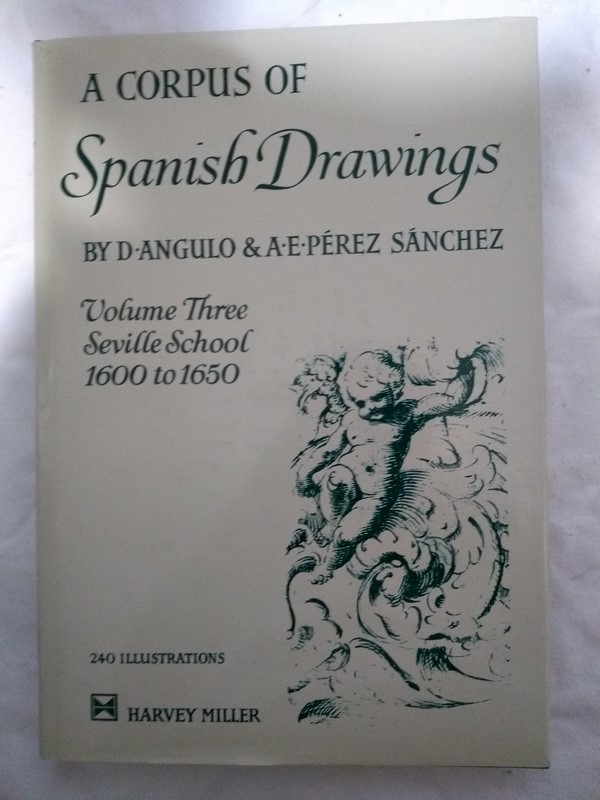 A CORPUS OF
Spanish Drawings
BY D·ANGULO & A·E·PÉREZ SÁNCHEZ
Volume Three
Seville School
1600 to 1650
240 ILLUSTRATIONS
HARVEY MILLER